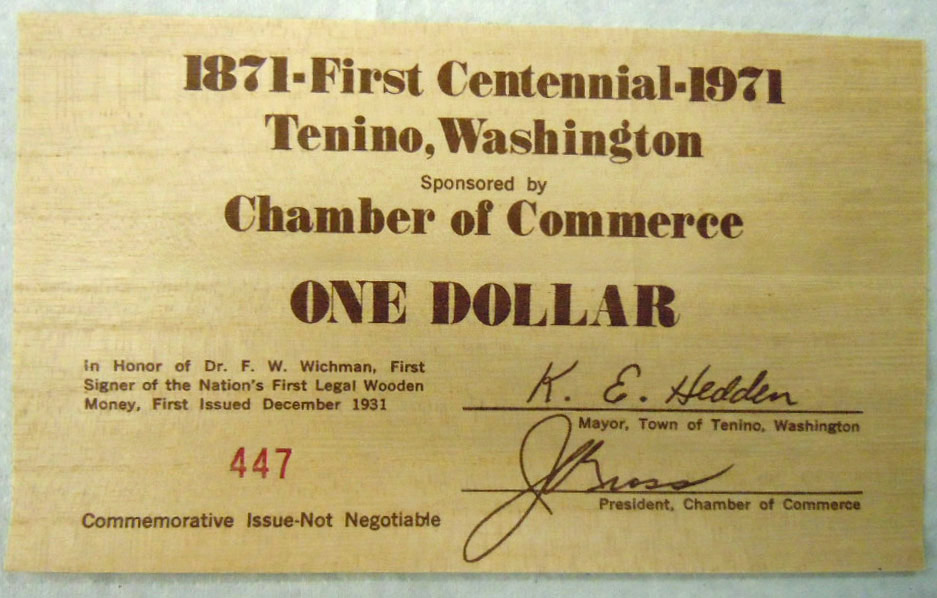 1871-First Centennial-1971
Tenino, Washington
Sponsored by
Chamber of Commerce
ONE DOLLAR
In Honor of Dr. F. W. Wichman, First
Signer of the Nation's First Legal Wooden
Money, First Issued December 1931
K. E. Hedden
Mayor, Town of Tenino, Washington
447
President, Chamber of Commerce
Commemorative Issue-Not Negotiable